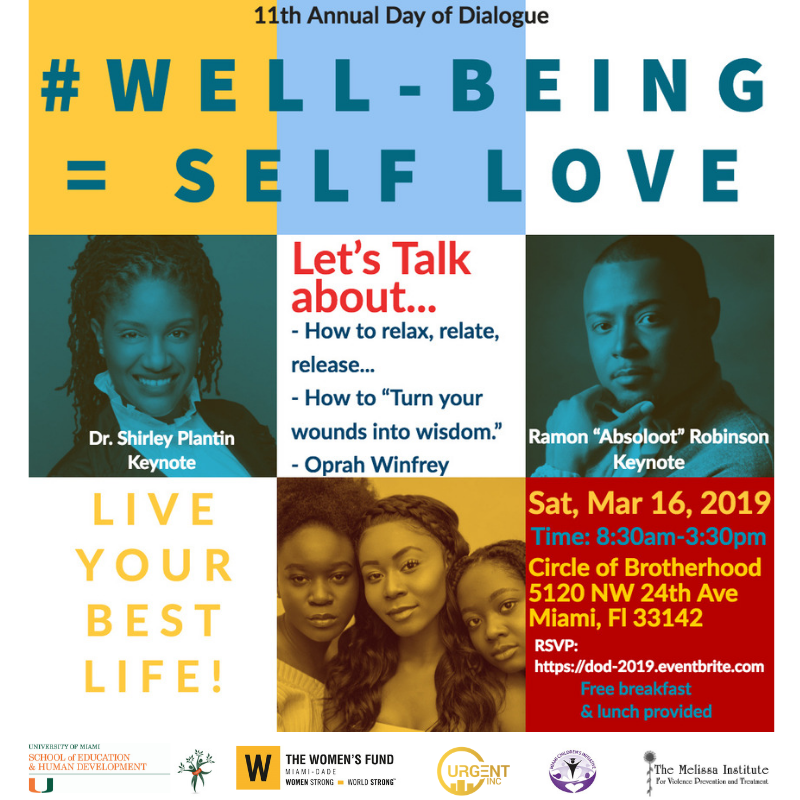 11th Annual Day of Dialogue
#WELL-BEING
= SELF LOVE
Let's Talk
about...
- How to relax, relate,
release...
- How to “Turn your
wounds into wisdom.”
- Oprah Winfrey
Dr. Shirley Plantin
Keynote
Ramon “Absoloot” Robinson
Keynote
LIVE
YOUR
BEST
LIFE!
Sat, Mar 16, 2019
Time: 8:30am-3:30pm
Circle of Brotherhood
5120 NW 24th Ave
Miami, Fl 33142
RSVP:
https://dod-2019.eventbrite.com
Free breakfast
& lunch provided
UNIVERSITY OF MIAMI
SCHOOL of EDUCATION
& HUMAN DEVELOPMENT
U
W
THE WOMEN'S FUND
MIAMI-DADE
WOMEN STRONG = WORLD STRONG
URGENT
INC
MIAMI CHILDREN'S INITIATIVE
The Melissa Institute
For Violence Prevention and Treatment